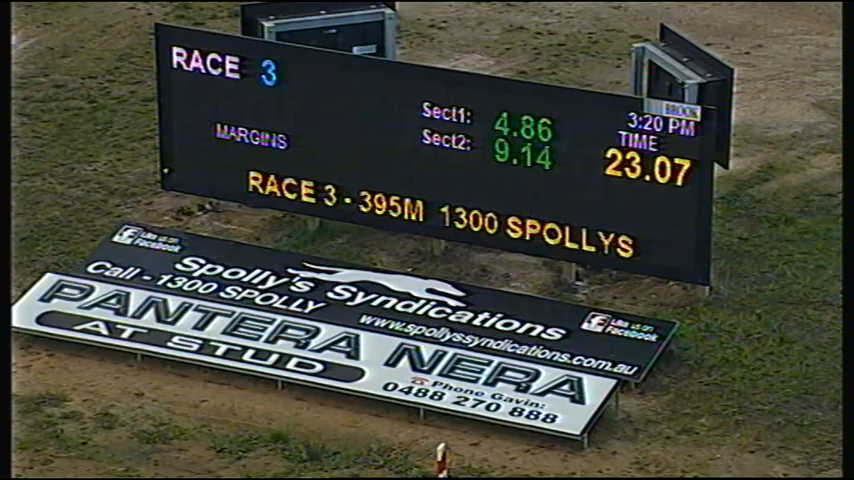 RACE 3
BROOK
Sect1: 4.86
3:20 PM
MARGINS
Sect2: 9.14
TIME
23.07
RACE 3 - 395M 1300 SPOLLYS
Like us on
Facebook
Spolly's Syndications
Call - 1300 SPOLLY
www.spollyssyndications.com.au
Like us on
Facebook
PANTERA NERA
AT STUD
Phone Gavin:
0488 270 888